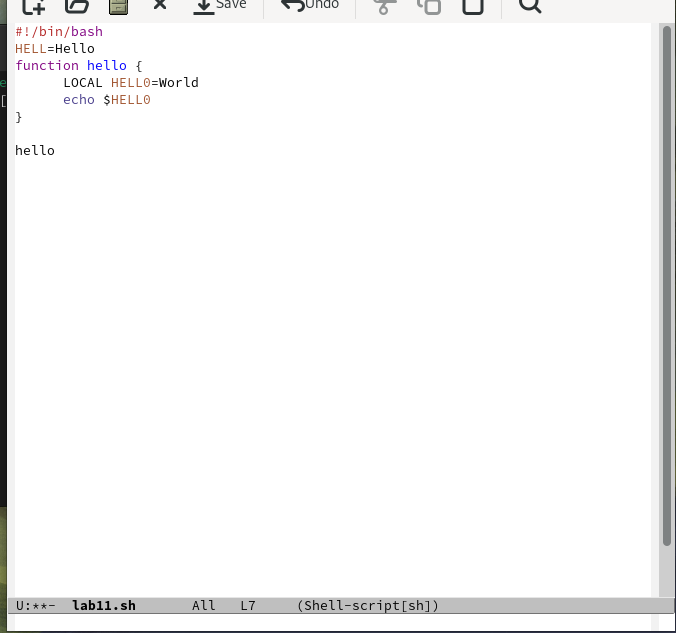 Save Undo
#!/bin/bash
HELL=Hello
function hello {
LOCAL HELLO=World
echo $HELLO
}
hello
U:**- lab11.sh All L7 (Shell-script[sh])